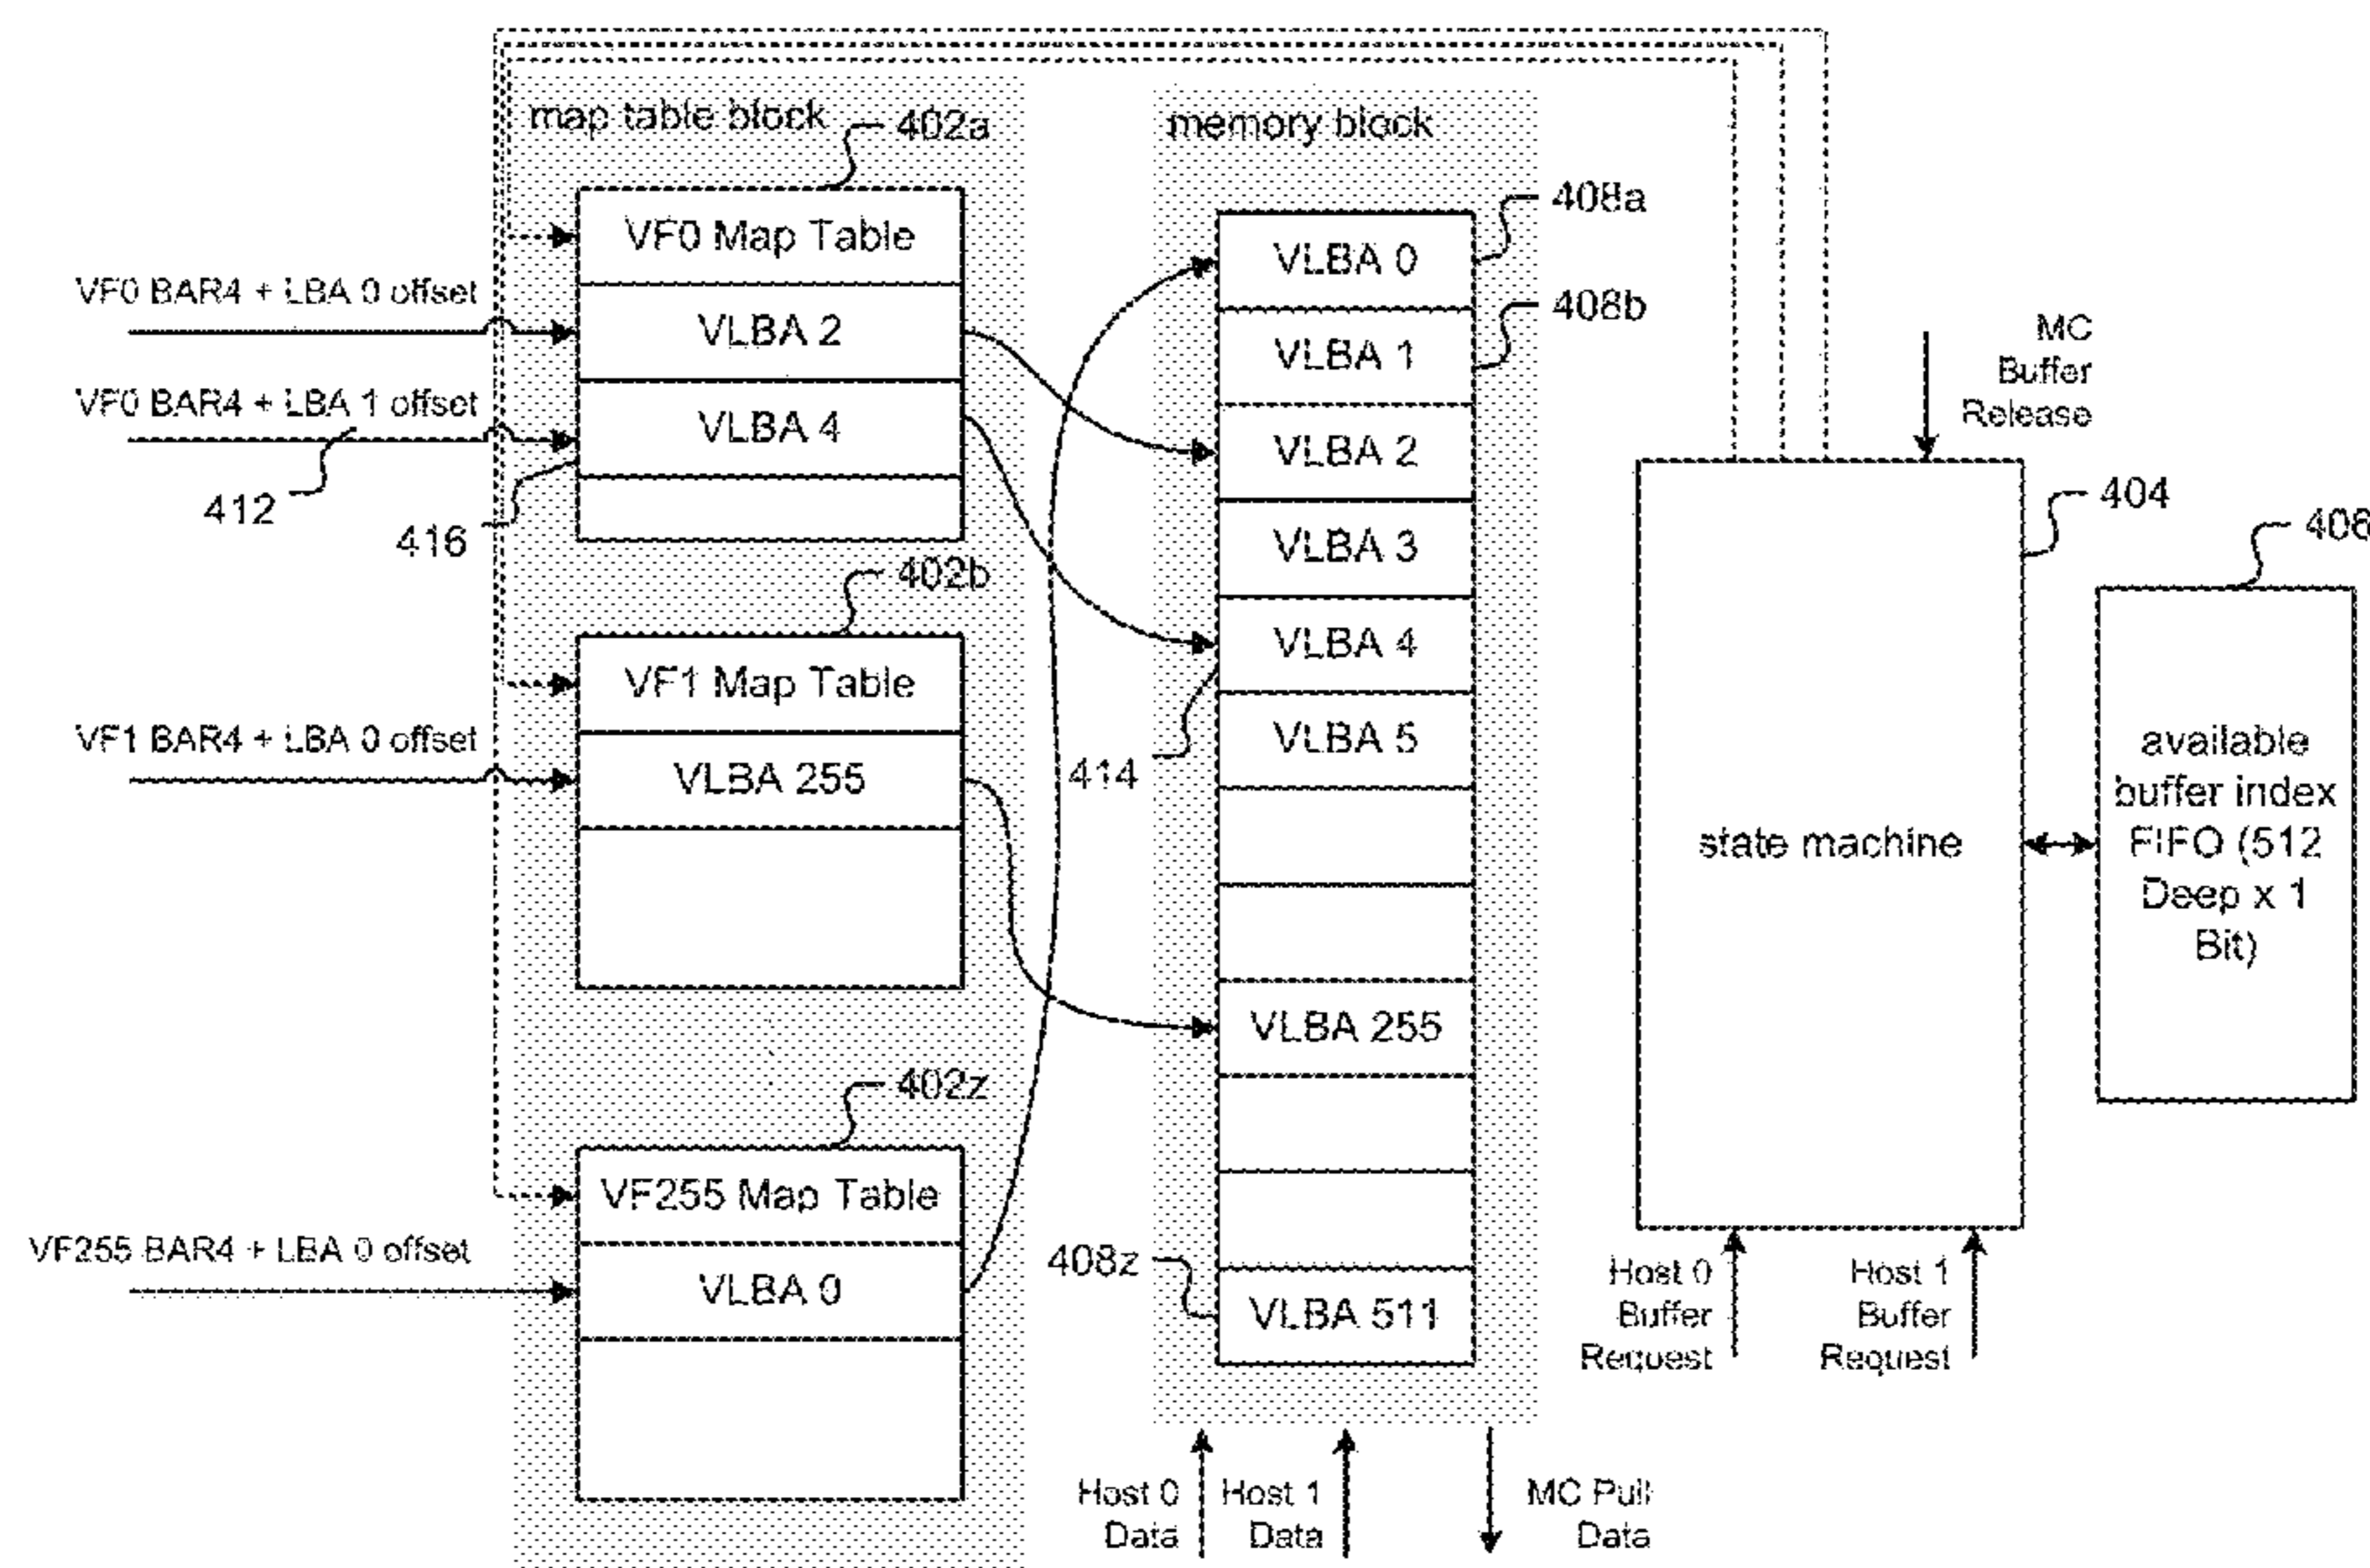 map table block
402a
VF0 Map Table
VF0 BAR4 + LBA 0 offset
VLBA 2
VF0 BAR4 + LBA 1 offset
VLBA 4
412
416
402b
VF1 Map Table
VF1 BAR4 + LBA 0 offset
VLBA 255
402z
VF255 Map Table
VF255 BAR4 + LBA 0 offset
VLBA 0
memory block
408a
VLBA 0
408b
VLBA 1
VLBA 2
VLBA 3
VLBA 4
414
VLBA 5
VLBA 255
408z
VLBA 511
Host 0
Data
Host 1
Data
MC Pull
Data
MC
Buffer
Release
404
state machine
Host 0
Buffer
Request
Host 1
Buffer
Request
406
available
buffer index
FIFO (512
Deep x 1
Bit)